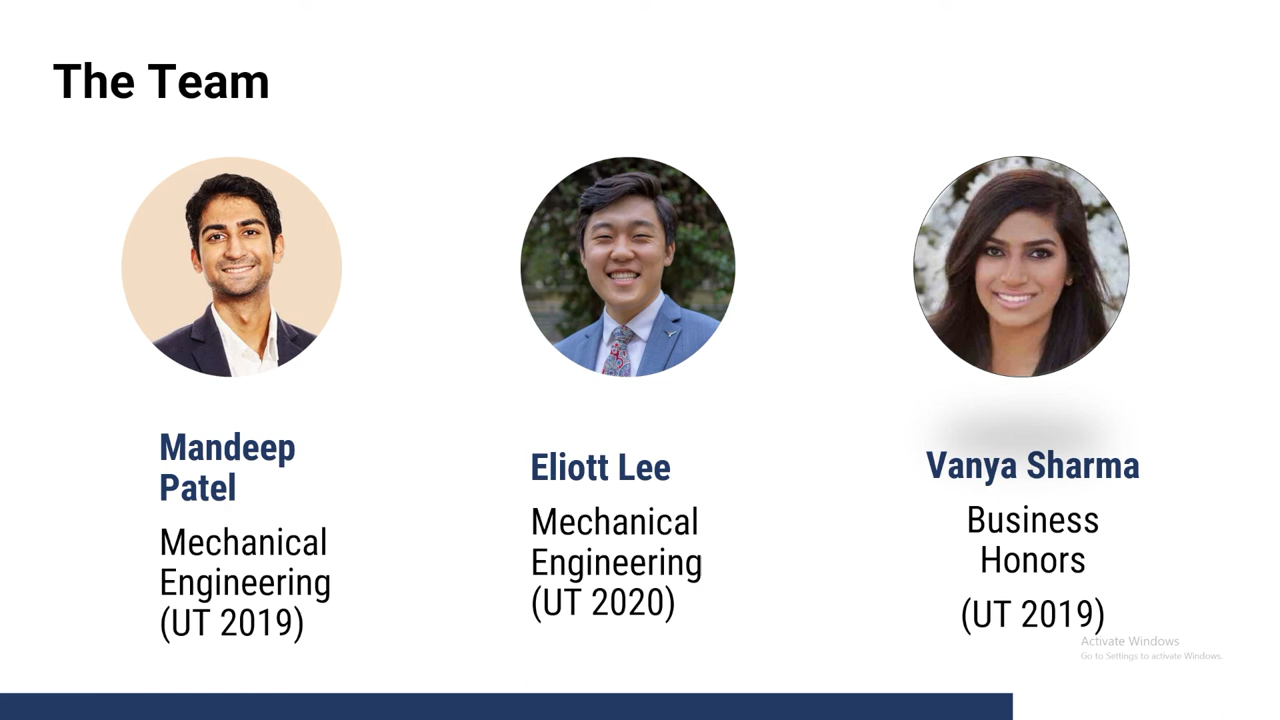 The Team
Mandeep
Patel
Mechanical
Engineering
(UT 2019)
Eliott Lee
Mechanical
Engineering
(UT 2020)
Vanya Sharma
Business
Honors
(UT 2019)
Activate Windows
Go to Settings to activate Windows.